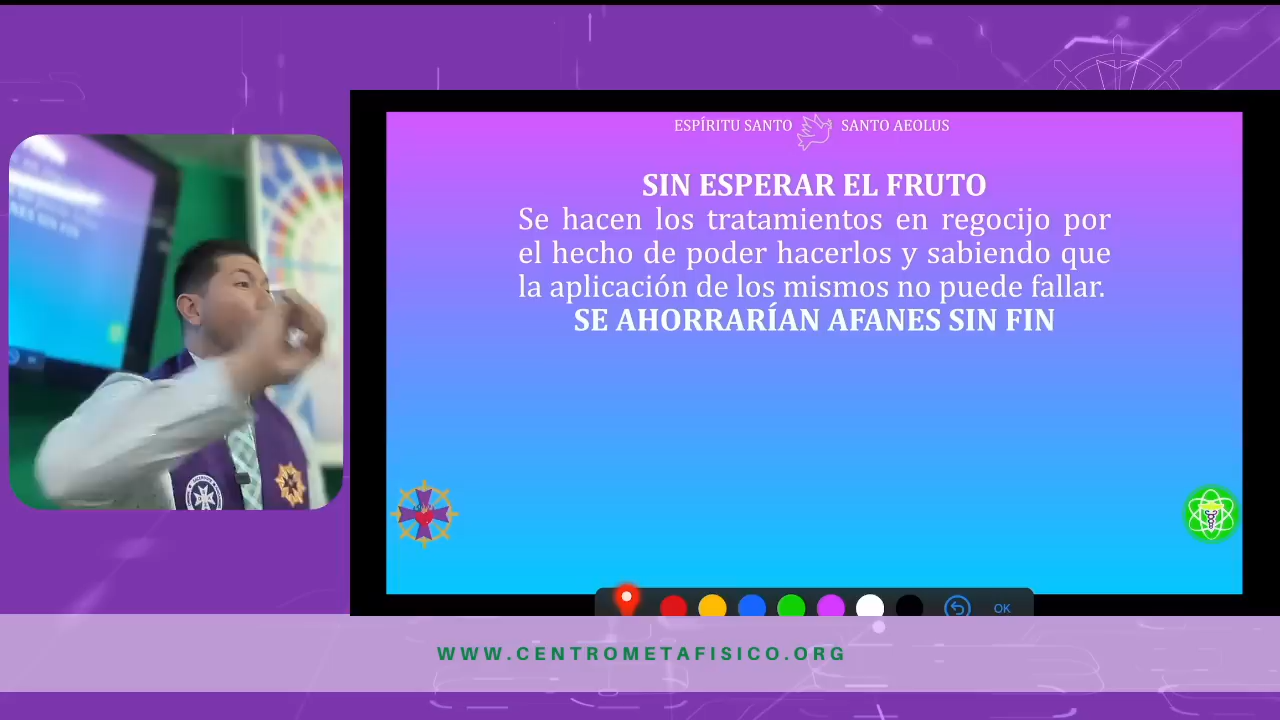 ESPÍRITU SANTO SANTO AEOLUS
SIN ESPERAR EL FRUTO
Se hacen los tratamientos en regocijo por
el hecho de poder hacerlos y sabiendo que
la aplicación de los mismos no puede fallar.
SE AHORRARÍAN AFANES SIN FIN
OK
WWW.CENTROMETAFISICO.ORG